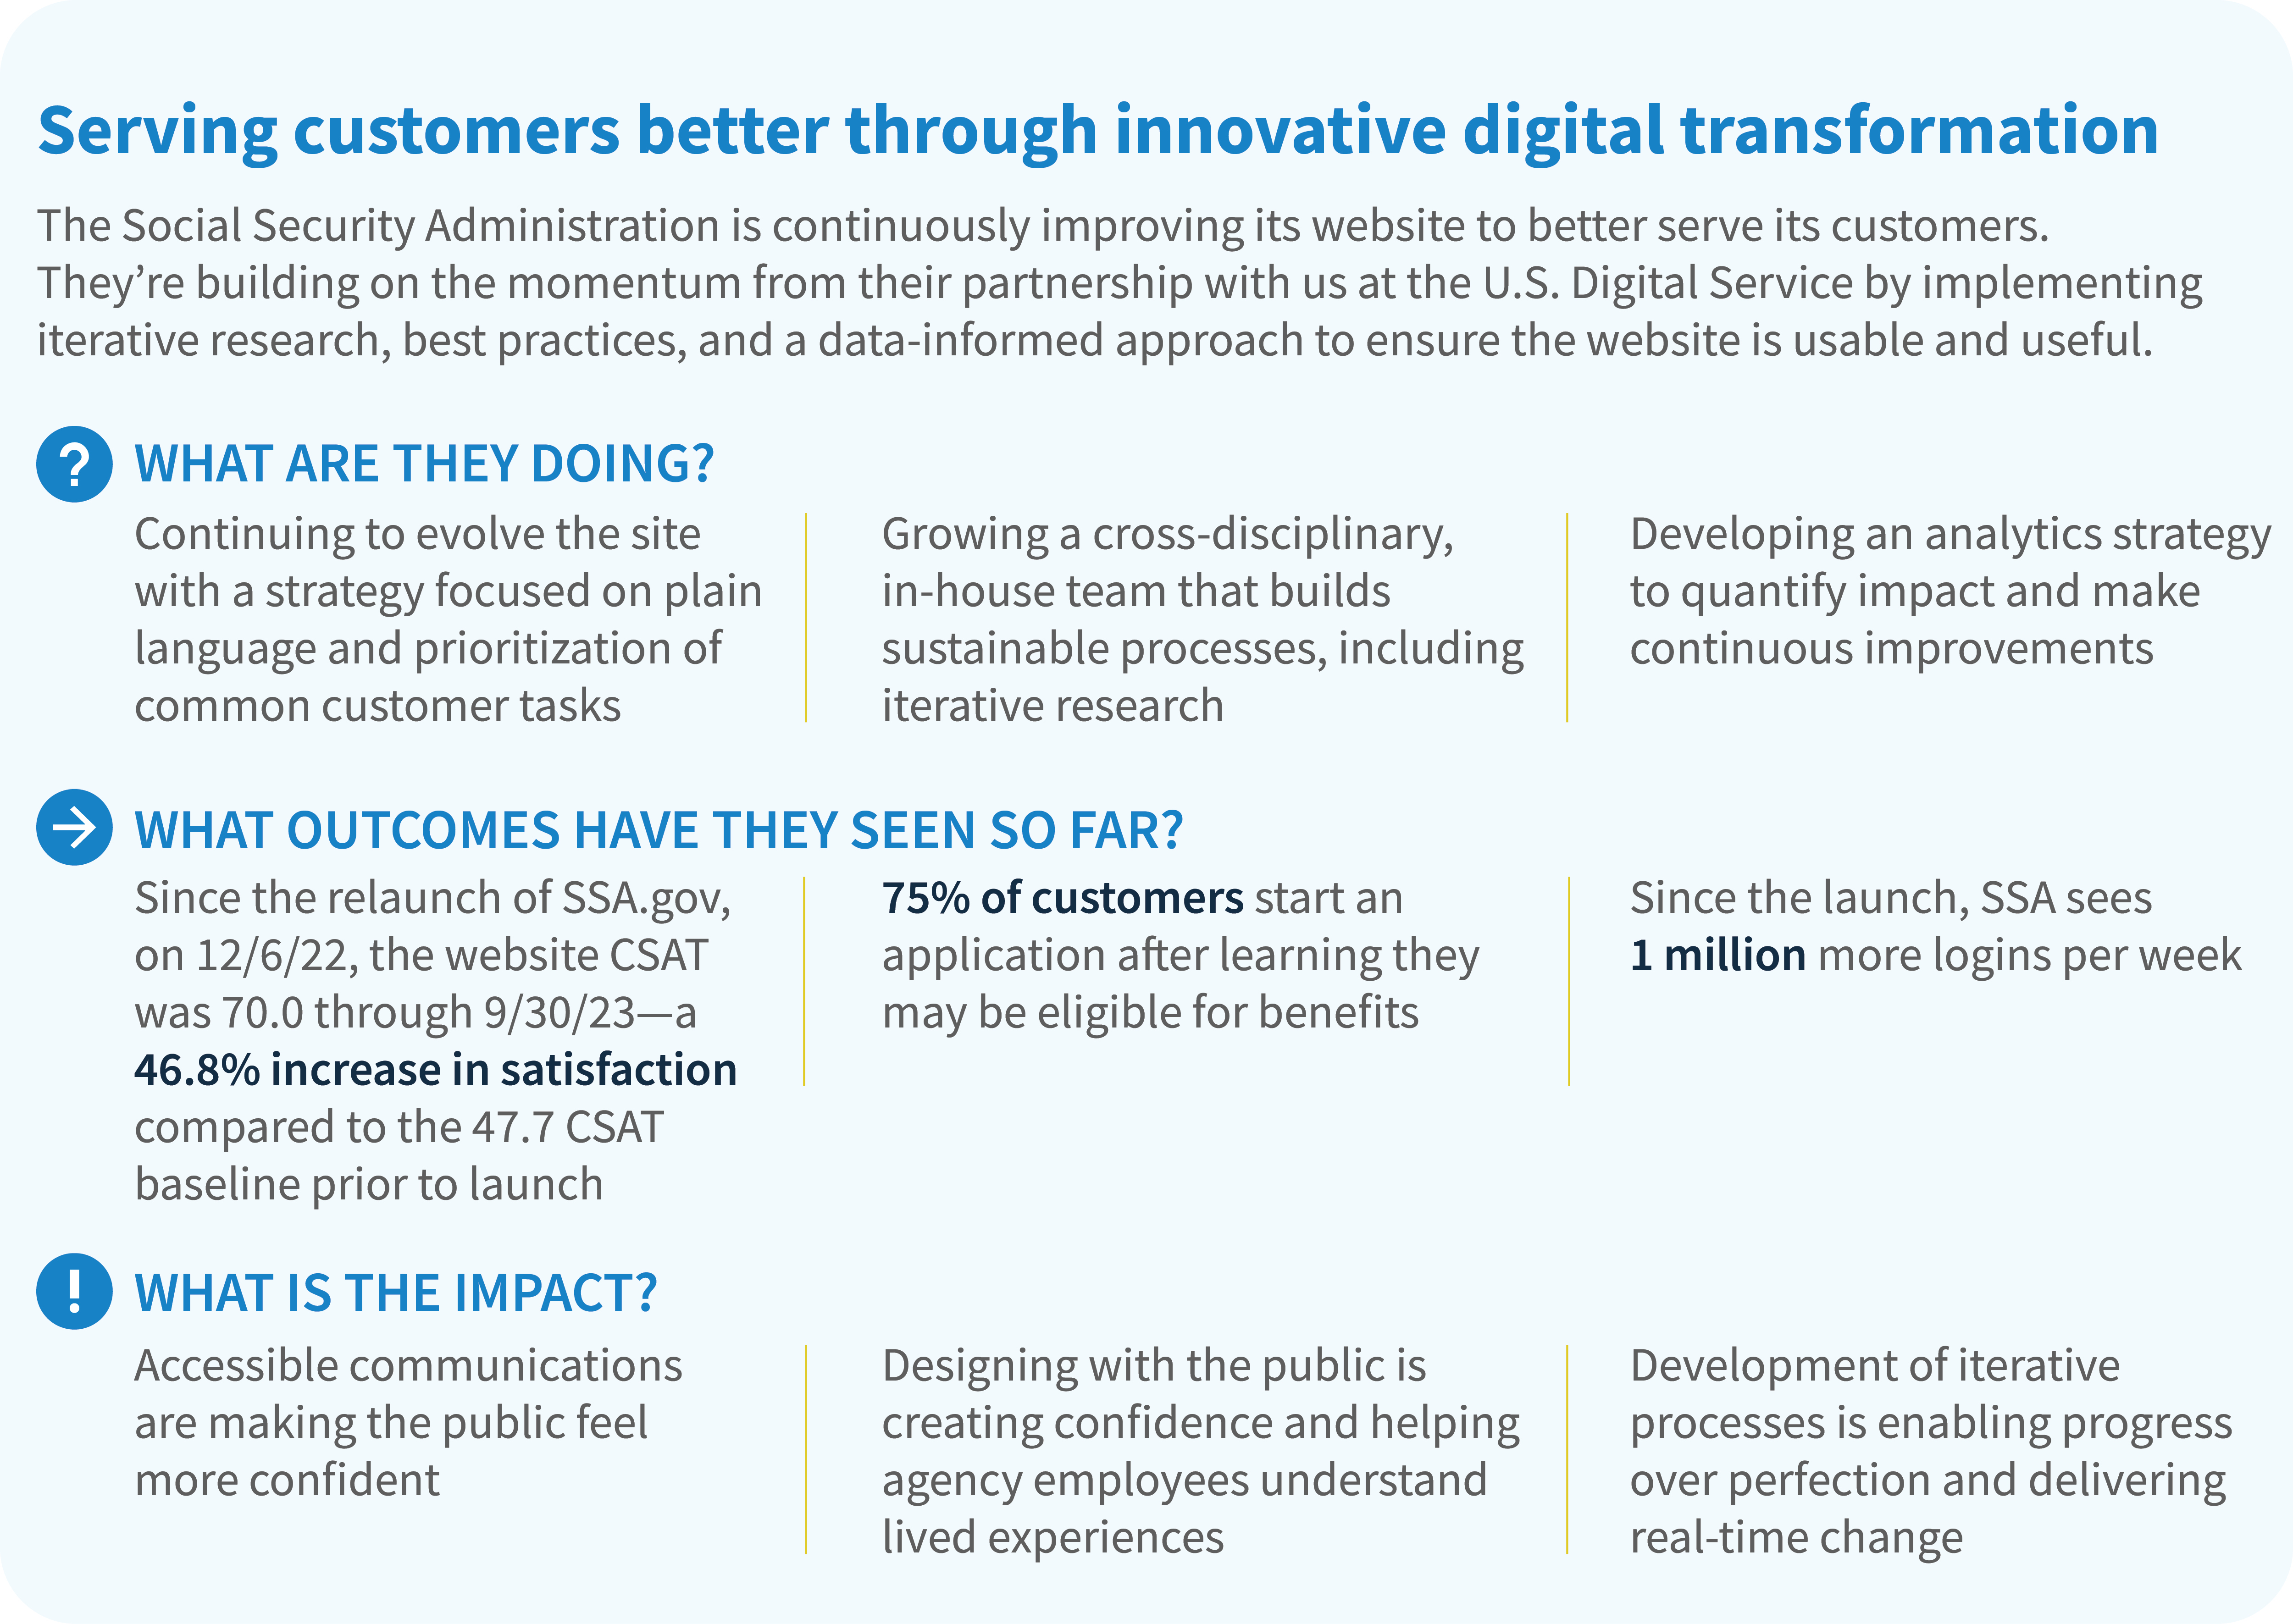 Serving customers better through innovative digital transformation
The Social Security Administration is continuously improving its website to better serve its customers.
They’re building on the momentum from their partnership with us at the U.S. Digital Service by implementing
iterative research, best practices, and a data-informed approach to ensure the website is usable and useful.
?
WHAT ARE THEY DOING?
Continuing to evolve the site
with a strategy focused on plain
language and prioritization of
common customer tasks
Growing a cross-disciplinary,
in-house team that builds
sustainable processes, including
iterative research
Developing an analytics strategy
to quantify impact and make
continuous improvements
WHAT OUTCOMES HAVE THEY SEEN SO FAR?
Since the relaunch of SSA.gov,
on 12/6/22, the website CSAT
was 70.0 through 9/30/23—a
46.8% increase in satisfaction
compared to the 47.7 CSAT
baseline prior to launch
75% of customers start an
application after learning they
may be eligible for benefits
Since the launch, SSA sees
1 million more logins per week
!
WHAT IS THE IMPACT?
Accessible communications
are making the public feel
more confident
Designing with the public is
creating confidence and helping
agency employees understand
lived experiences
Development of iterative
processes is enabling progress
over perfection and delivering
real-time change